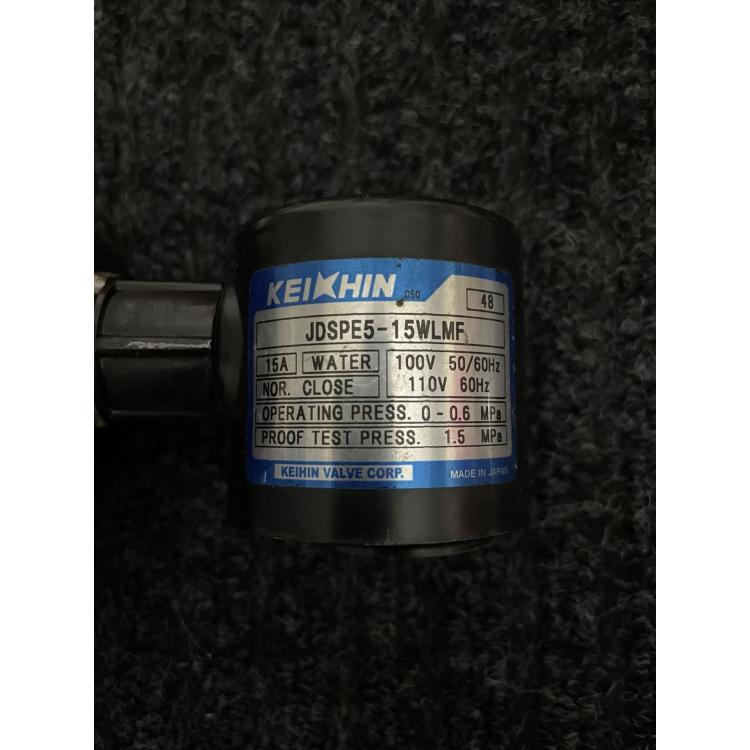 KEIHIN 050
48
JDSPE5-15WLMF
15A WATER 100V 50/60Hz
NOR. CLOSE 110V 60Hz
OPERATING PRESS. 0-0.6 MPa
PROOF TEST PRESS. 1.5 MPa
KEIHIN VALVE CORP. MADE IN JAPAN